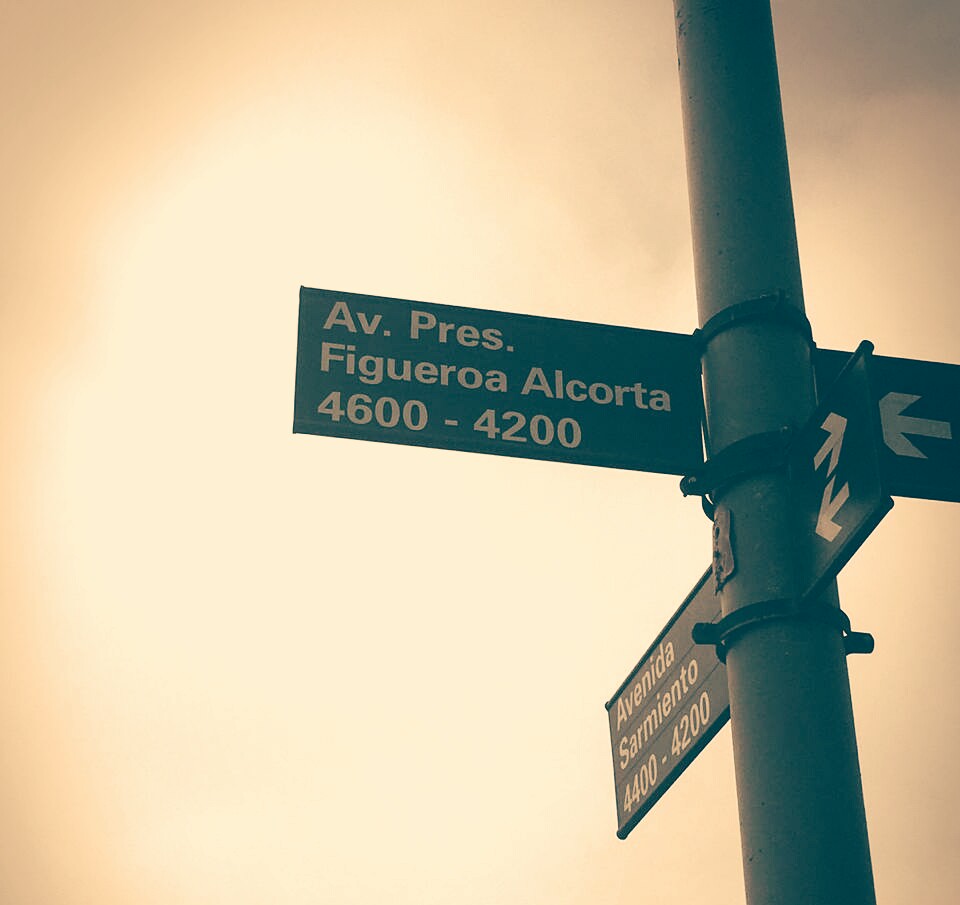 Av. Pres.
Figueroa Alcorta
4600 - 4200
Avenida
Sarmiento
4400 - 4200